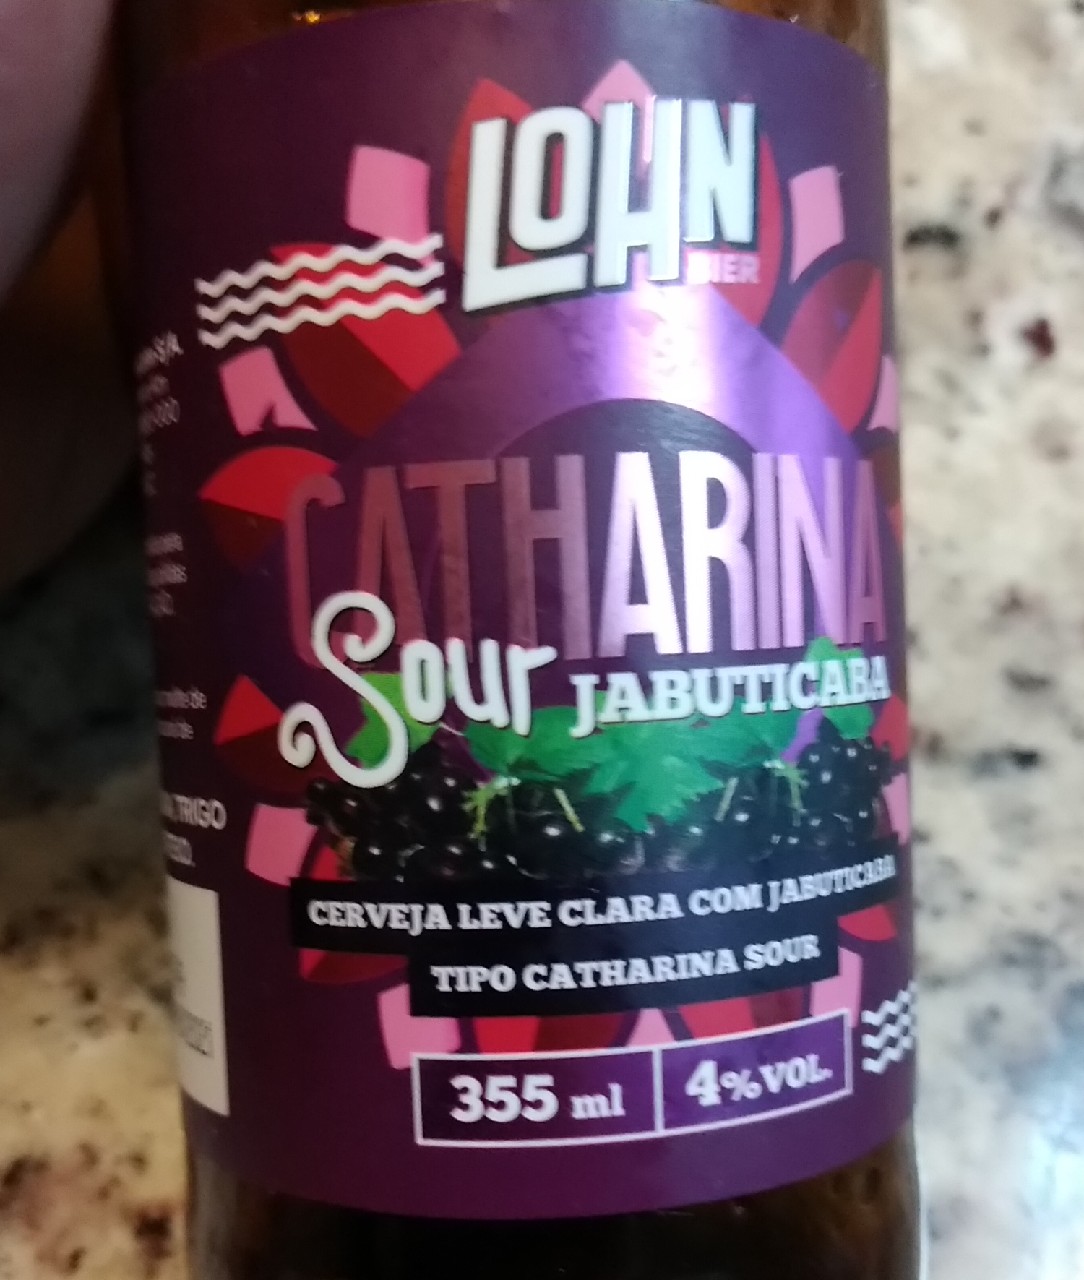 LOHN
BIER
CATHARINA
Sour JABUTICABA
CERVEJA LEVE CLARA COM JABUTICABA
TIPO CATHARINA SOUR
355 ml
4% VOL.
TRIGO